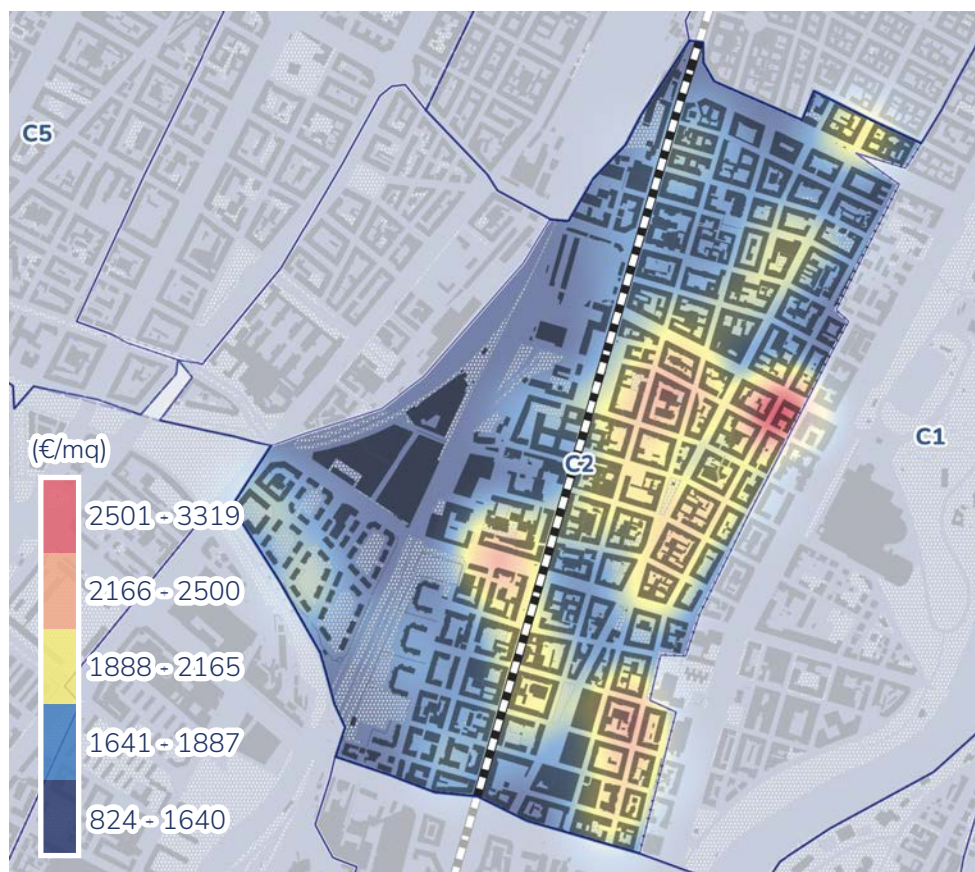 C5
C1
C2
(€/mq)
2501 - 3319
2166 - 2500
1888 - 2165
1641 - 1887
824 - 1640